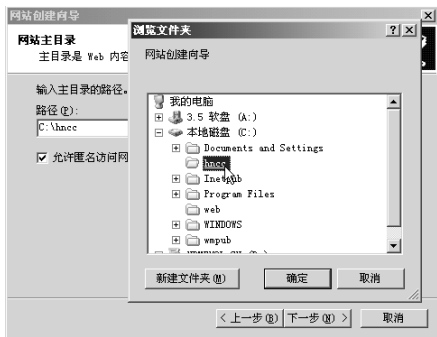 网站创建向导
网站主目录
主目录是 Web 内容
输入主目录的路径。
路径(P):
C:\hncc
允许匿名访问网
浏览文件夹
网站创建向导
我的电脑
3.5 软盘 (A:)
本地磁盘 (C:)
Documents and Settings
hncc
Inetpub
Program Files
web
WINDOWS
wmpub
新建文件夹(M)
确定
取消
< 上一步(B)
下一步(N) >
取消